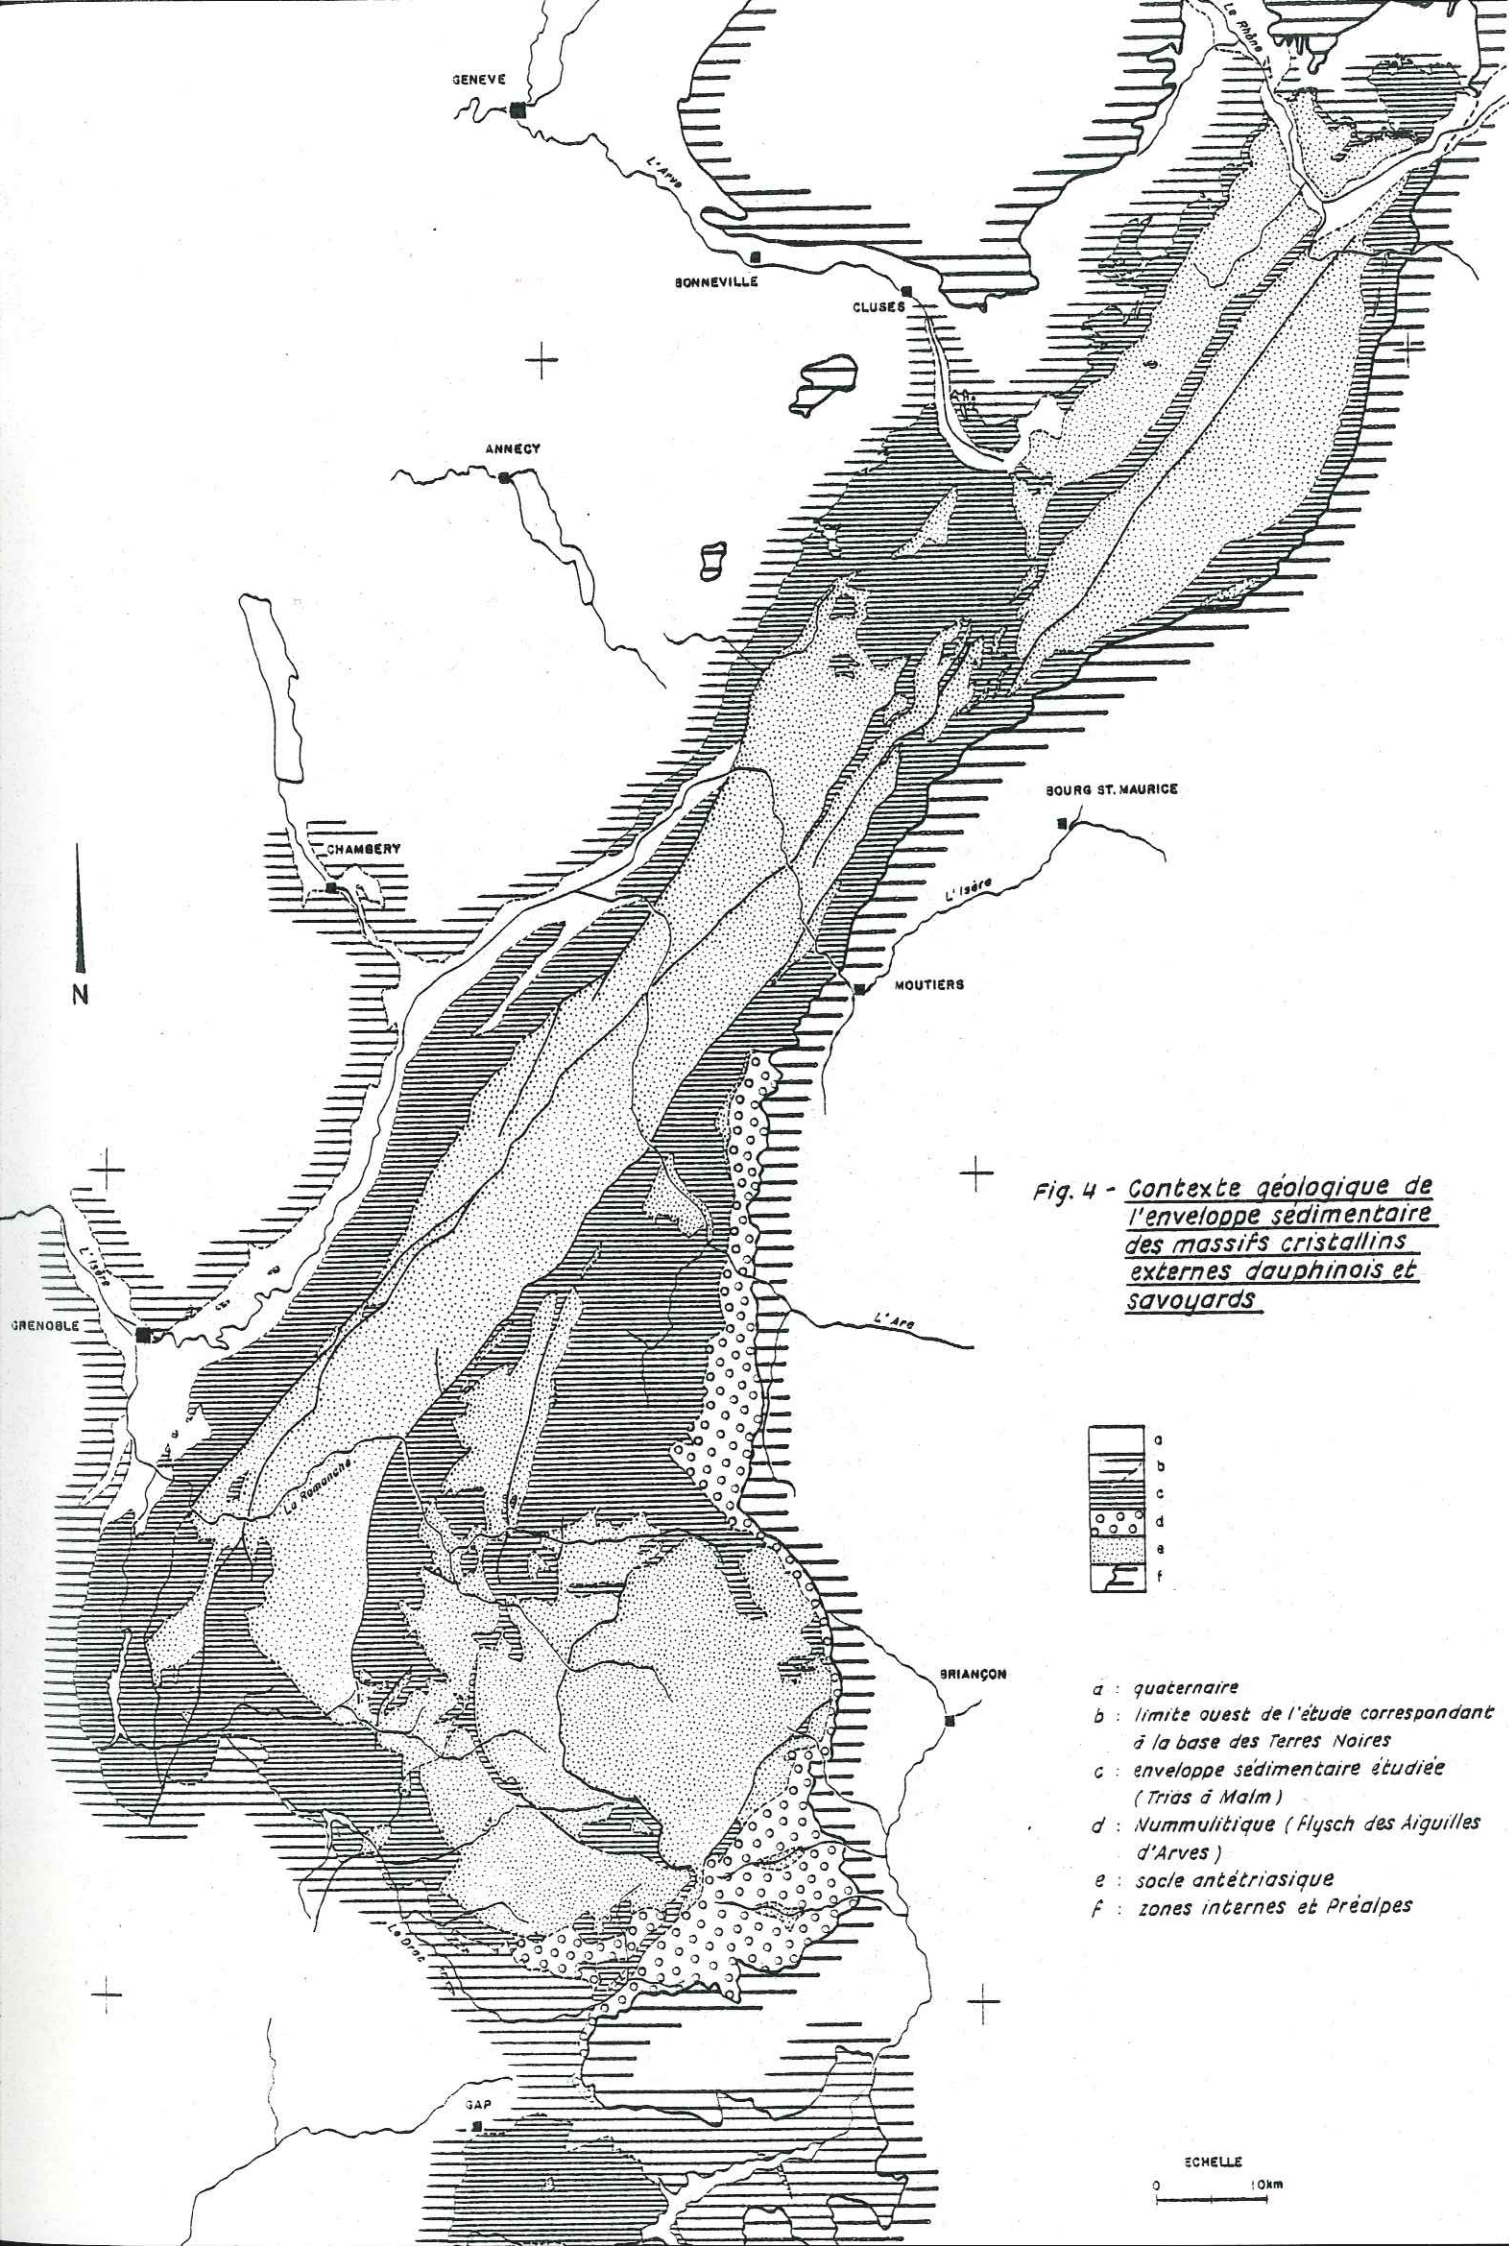 Le Rhône
GENEVE
L'Arve
BONNEVILLE
CLUSES
ANNECY
BOURG ST. MAURICE
CHAMBERY
L'Isère
N
MOUTIERS
Fig. 4 - Contexte géologique de
l'enveloppe sédimentaire
des massifs cristallins
externes dauphinois et
savoyards
L'Isère
GRENOBLE
L'Arc
a
b
c
d
e
f
La Romanche
BRIANÇON
a : quaternaire
b : limite ouest de l'étude correspondant
à la base des Terres Noires
c : enveloppe sédimentaire étudiée
(Trias à Malm)
d : Nummulitique (Flysch des Aiguilles
d'Arves)
e : socle antétriasique
f : zones internes et Préalpes
Le Drac
GAP
ECHELLE
0 10km